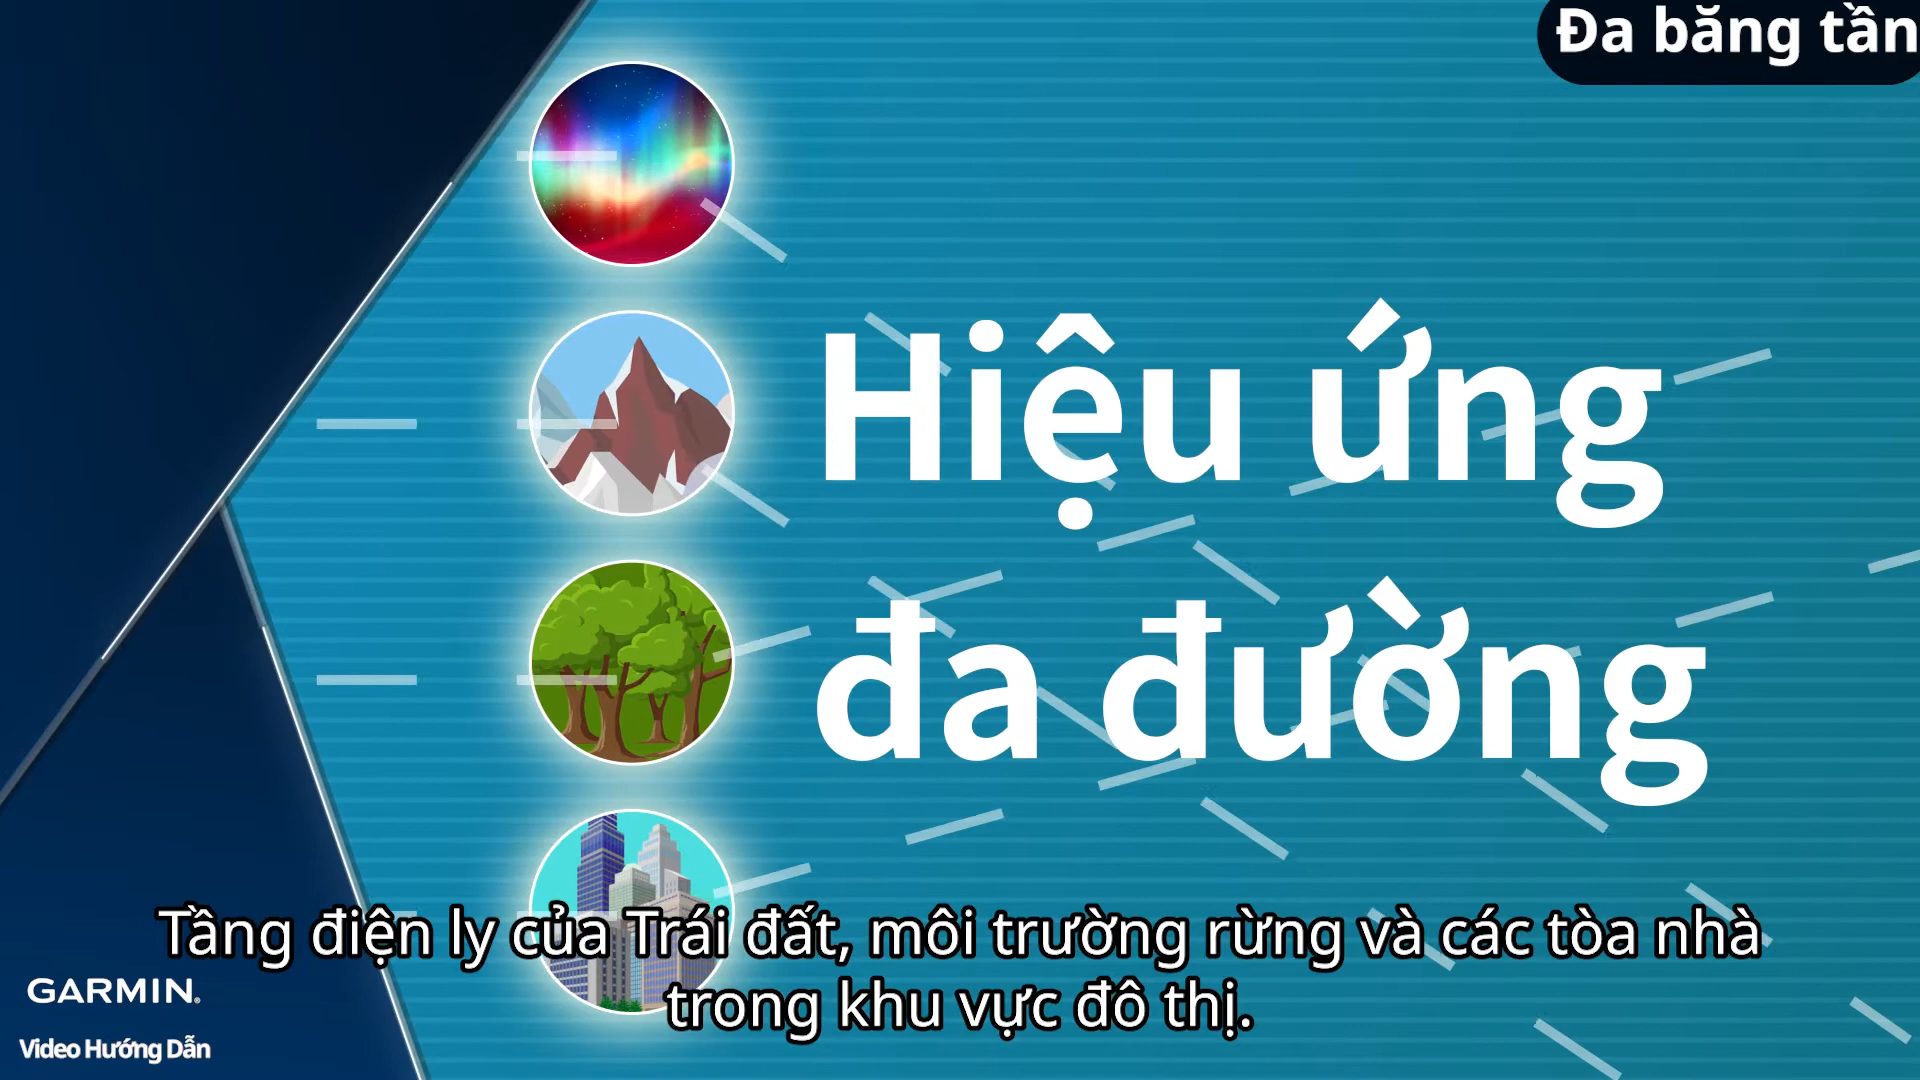 Đa băng tần
Hiệu ứng
đa đường
Tầng điện ly của Trái đất, môi trường rừng và các tòa nhà
trong khu vực đô thị.
GARMIN®
Video Hướng Dẫn